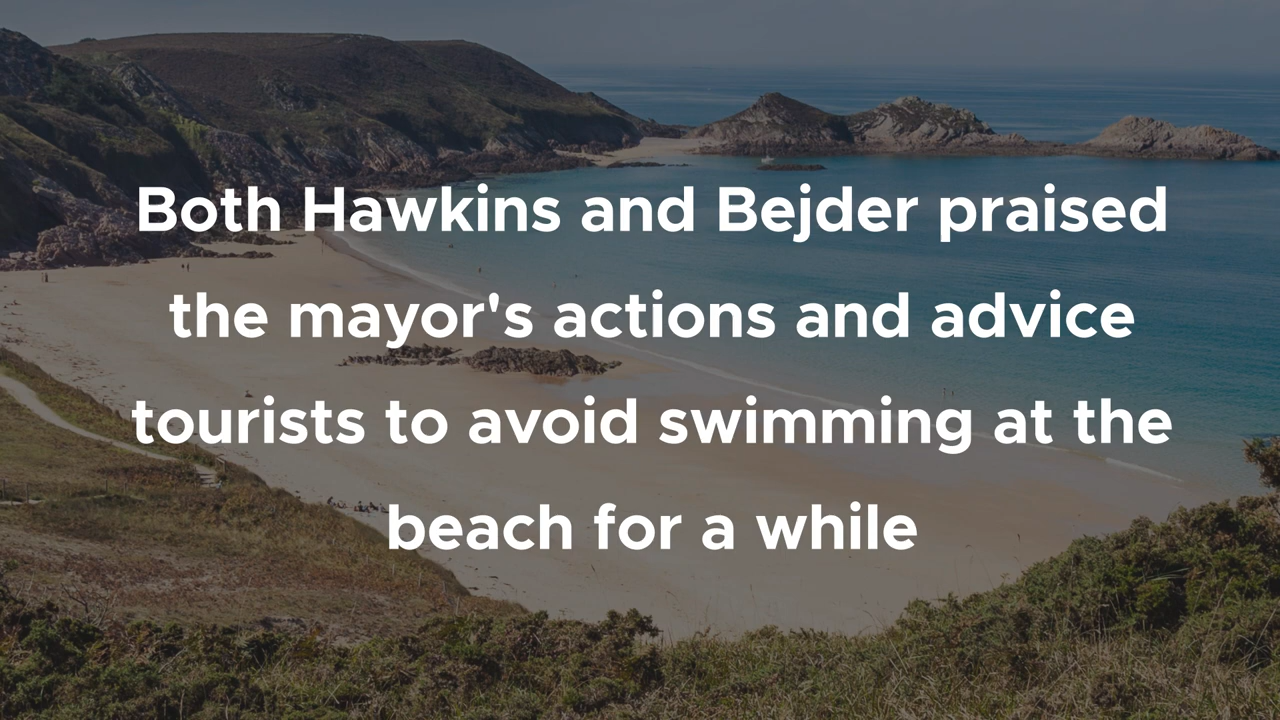 Both Hawkins and Bejder praised
the mayor's actions and advice
tourists to avoid swimming at the
beach for a while